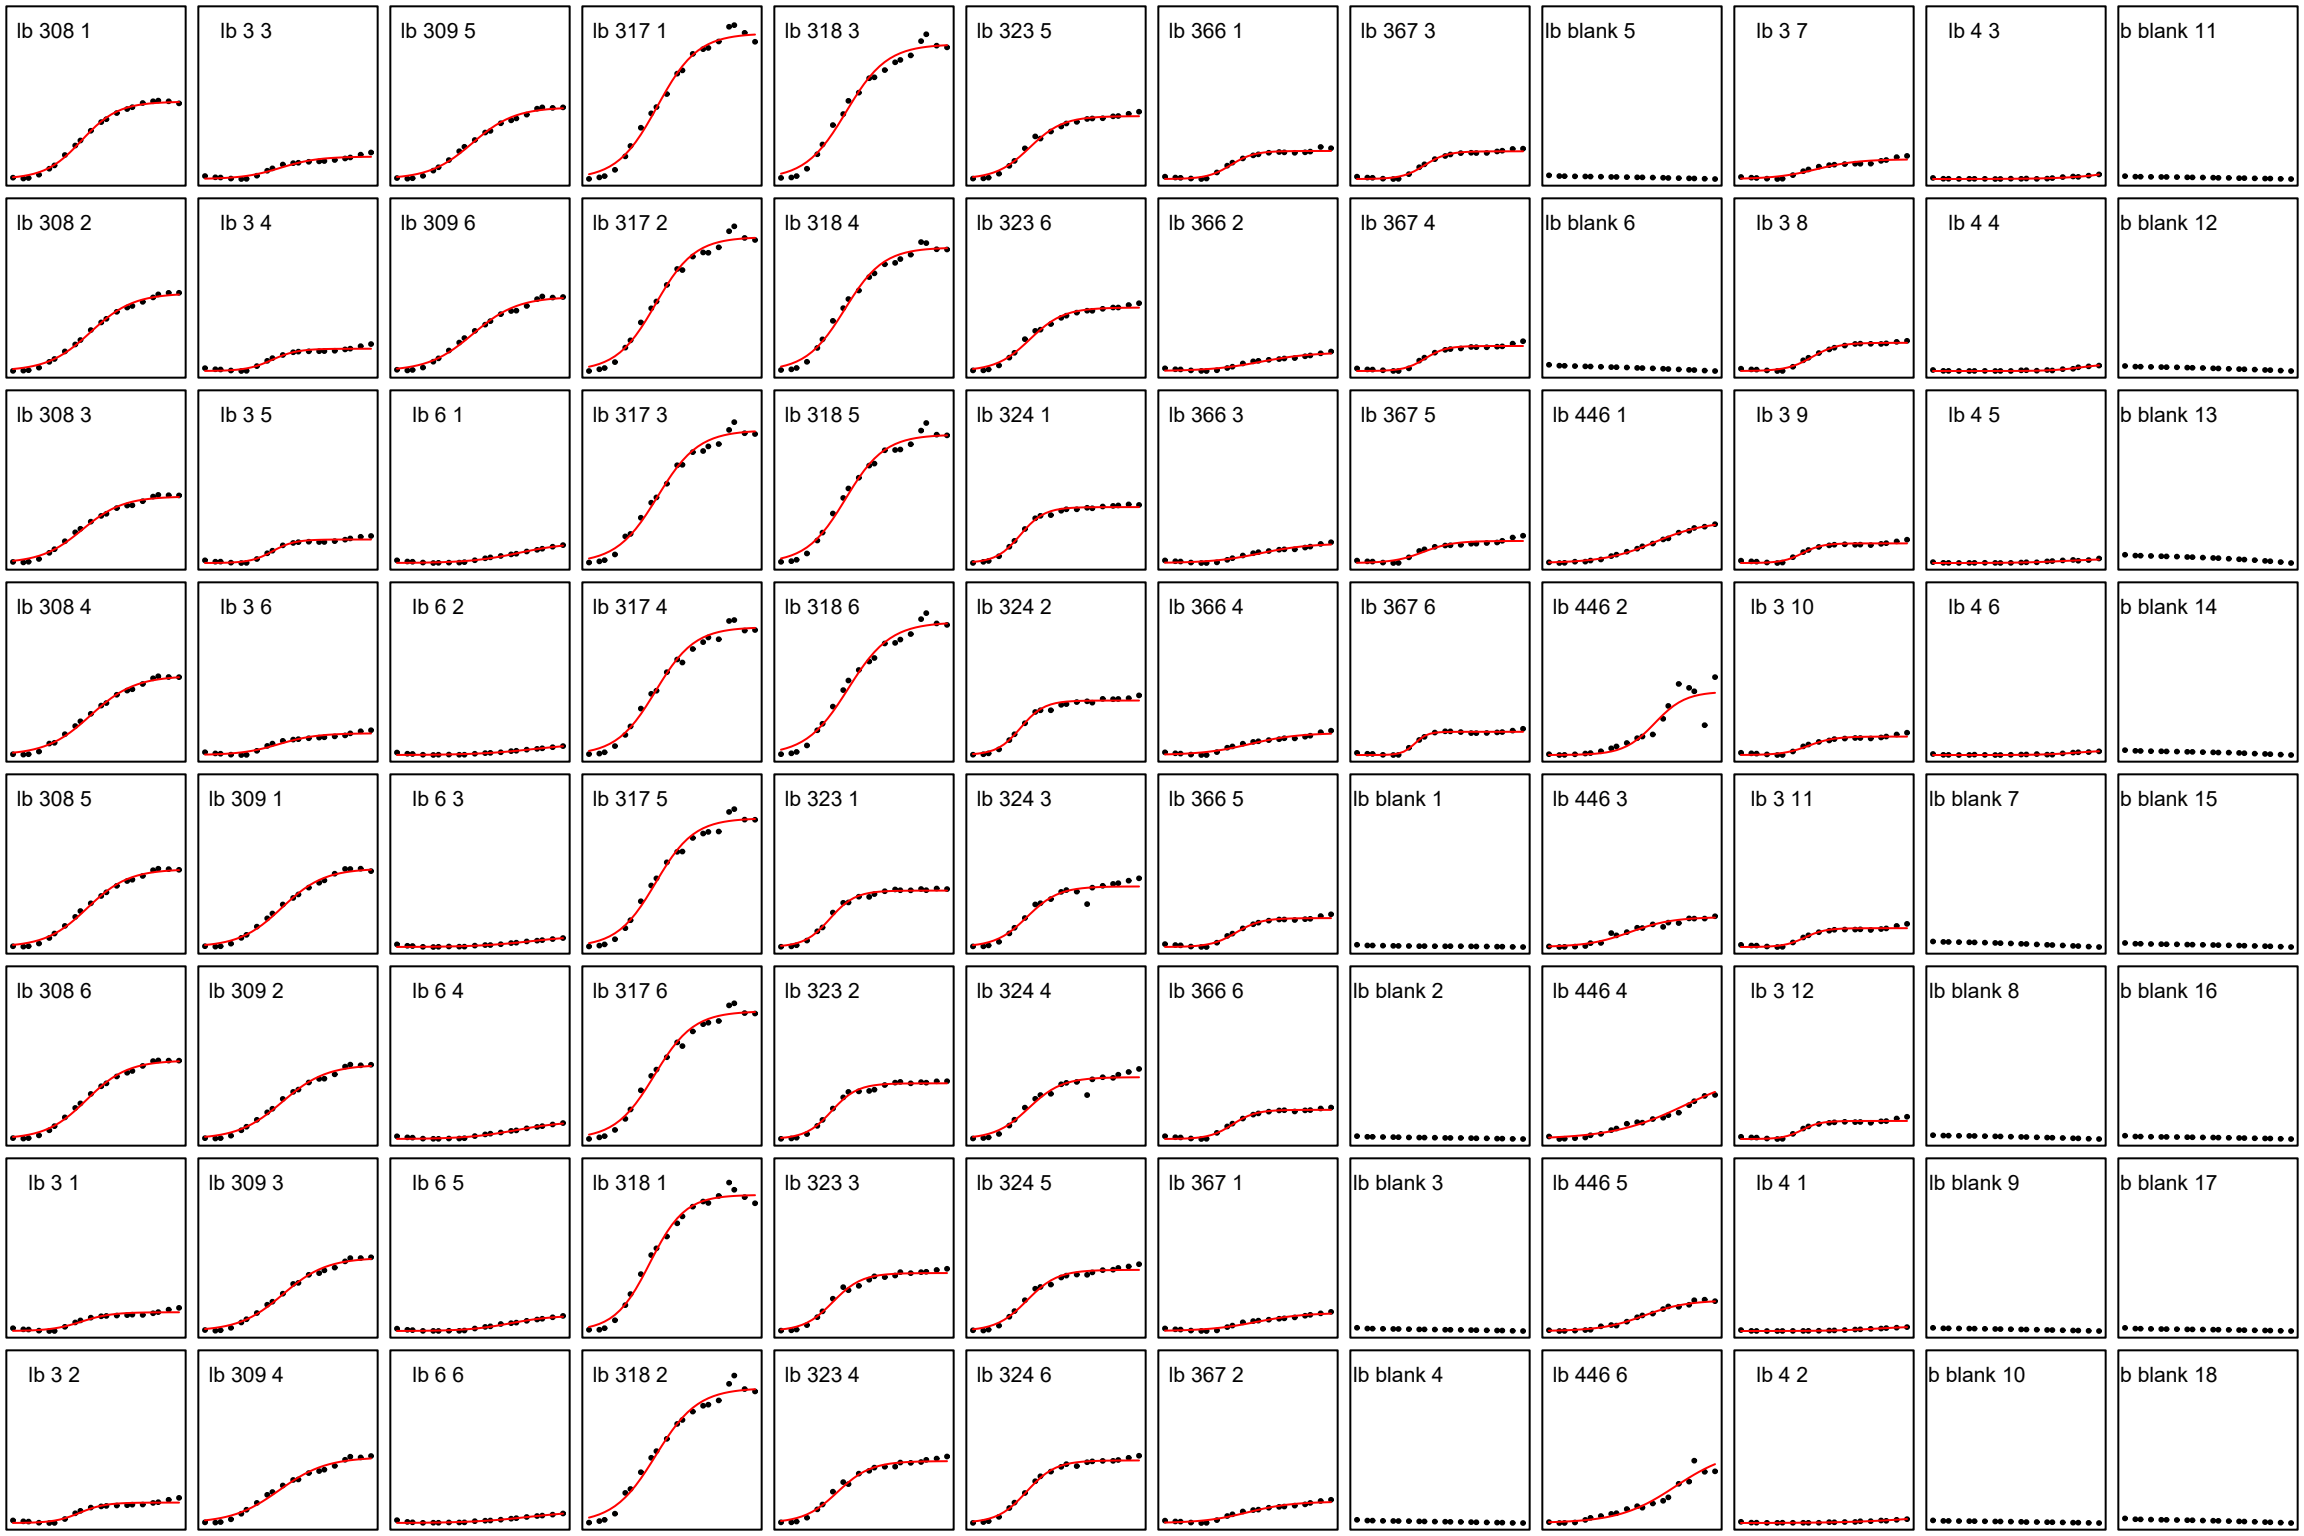 lb 308 1
lb 3 3
lb 309 5
lb 317 1
lb 318 3
lb 323 5
lb 366 1
lb 367 3
lb blank 5
lb 3 7
lb 4 3
b blank 11
lb 308 2
lb 3 4
lb 309 6
lb 317 2
lb 318 4
lb 323 6
lb 366 2
lb 367 4
lb blank 6
lb 3 8
lb 4 4
b blank 12
lb 308 3
lb 3 5
lb 6 1
lb 317 3
lb 318 5
lb 324 1
lb 366 3
lb 367 5
lb 446 1
lb 3 9
lb 4 5
b blank 13
lb 308 4
lb 3 6
lb 6 2
lb 317 4
lb 318 6
lb 324 2
lb 366 4
lb 367 6
lb 446 2
lb 3 10
lb 4 6
b blank 14
lb 308 5
lb 309 1
lb 6 3
lb 317 5
lb 323 1
lb 324 3
lb 366 5
lb blank 1
lb 446 3
lb 3 11
lb blank 7
b blank 15
lb 308 6
lb 309 2
lb 6 4
lb 317 6
lb 323 2
lb 324 4
lb 366 6
lb blank 2
lb 446 4
lb 3 12
lb blank 8
b blank 16
lb 3 1
lb 309 3
lb 6 5
lb 318 1
lb 323 3
lb 324 5
lb 367 1
lb blank 3
lb 446 5
lb 4 1
lb blank 9
b blank 17
lb 3 2
lb 309 4
lb 6 6
lb 318 2
lb 323 4
lb 324 6
lb 367 2
lb blank 4
lb 446 6
lb 4 2
b blank 10
b blank 18